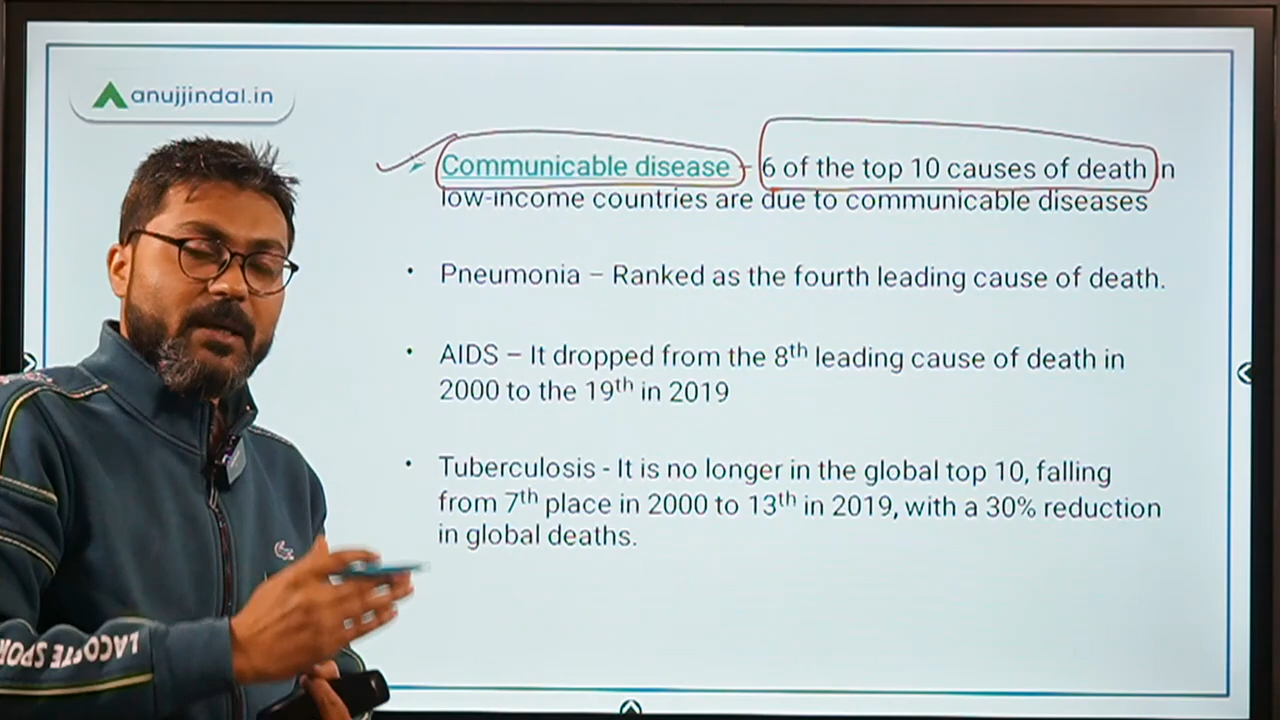 anujjindal.in
Communicable disease - 6 of the top 10 causes of death in
low-income countries are due to communicable diseases
• Pneumonia – Ranked as the fourth leading cause of death.
• AIDS – It dropped from the 8th leading cause of death in
2000 to the 19th in 2019
• Tuberculosis - It is no longer in the global top 10, falling
from 7th place in 2000 to 13th in 2019, with a 30% reduction
in global deaths.
LACOSTE SPOR